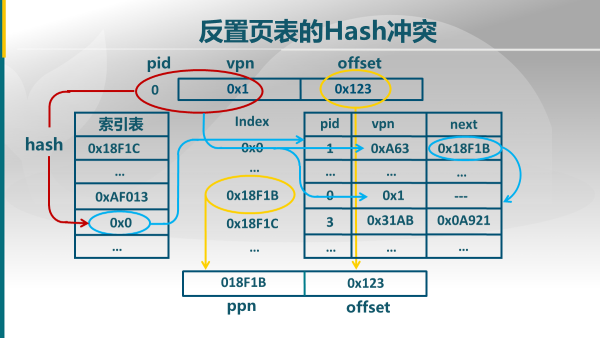 反置页表的Hash冲突
pid vpn offset
0 0x1 0x123
hash
索引表 Index pid vpn next
0x18F1C 0x0 1 0xA63 0x18F1B
... ... ... ... ...
0xAF013 0x18F1B 0 0x1 ---
0x0 0x18F1C 3 0x31AB 0x0A921
... ... ... ... ...
018F1B 0x123
ppn offset